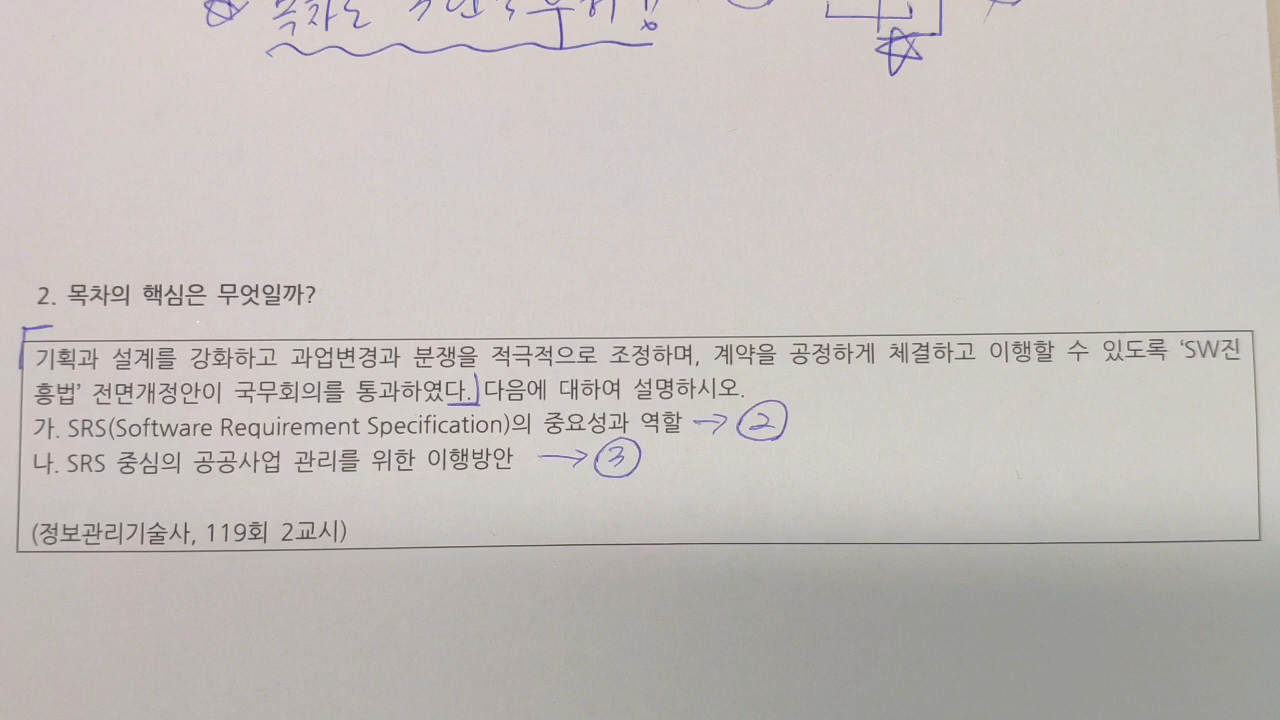 목차는
2. 목차의 핵심은 무엇일까?
기획과 설계를 강화하고 과업변경과 분쟁을 적극적으로 조정하며, 계약을 공정하게 체결하고 이행할 수 있도록 ‘SW진
흥법’ 전면개정안이 국무회의를 통과하였다. 다음에 대하여 설명하시오.
가. SRS(Software Requirement Specification)의 중요성과 역할 → ②
나. SRS 중심의 공공사업 관리를 위한 이행방안 → ③
(정보관리기술사, 119회 2교시)